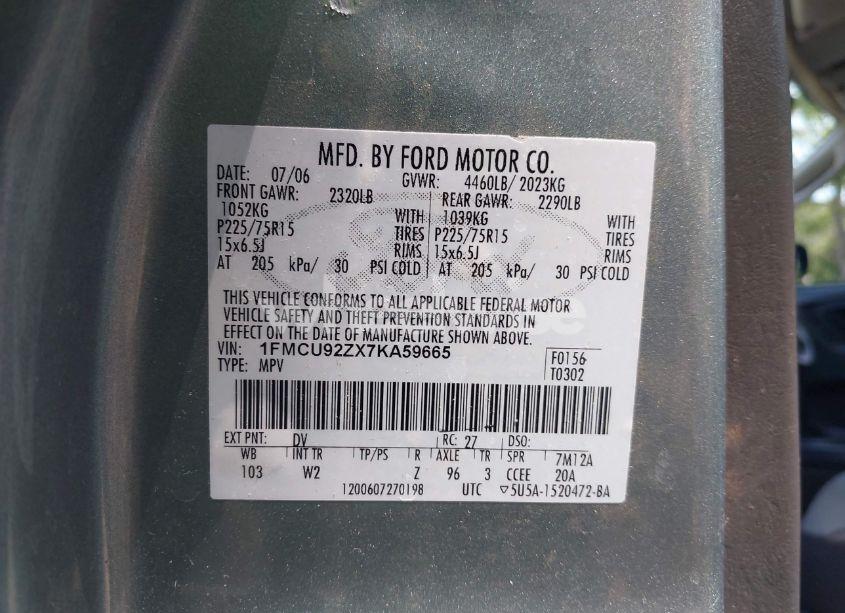 MFD. BY FORD MOTOR CO.
DATE: 07/06 GVWR: 4460LB/ 2023KG
FRONT GAWR: 2320LB REAR GAWR: 2290LB
1052KG WITH 1039KG WITH
P225/75R15 TIRES P225/75R15 TIRES
15x6.5J RIMS 15x6.5J RIMS
AT 205 kPa/ 30 PSI COLD AT 205 kPa/ 30 PSI COLD
THIS VEHICLE CONFORMS TO ALL APPLICABLE FEDERAL MOTOR
VEHICLE SAFETY AND THEFT PREVENTION STANDARDS IN
EFFECT ON THE DATE OF MANUFACTURE SHOWN ABOVE.
VIN: 1FMCU92ZX7KA59665 F0156
TYPE: MPV T0302
EXT PNT: DV RC: 27 DSO:
WB INT TR TP/PS R AXLE TR SPR 7M12A
103 W2 Z 96 3 CCEE 20A
1200607270198 UTC ▽5U5A-1520472-BA